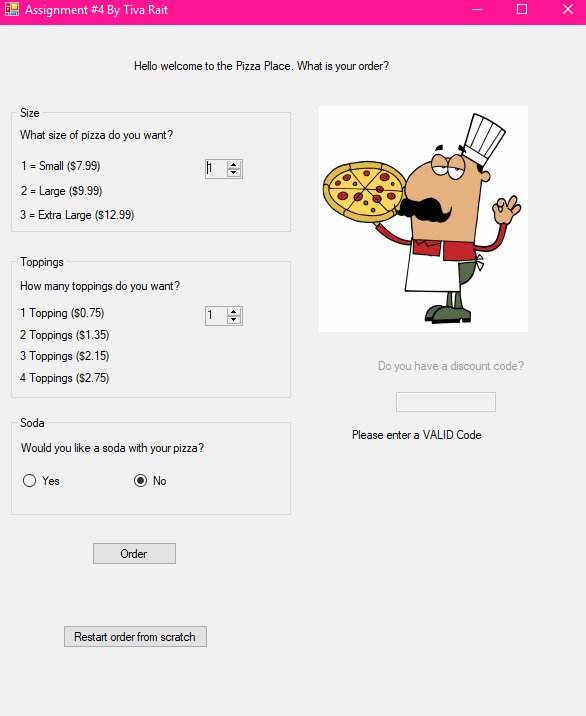 Assignment #4 By Tiva Rait
Hello welcome to the Pizza Place. What is your order?
Size
What size of pizza do you want?
1 = Small ($7.99)
1
2 = Large ($9.99)
3 = Extra Large ($12.99)
Toppings
How many toppings do you want?
1 Topping ($0.75)
1
2 Toppings ($1.35)
3 Toppings ($2.15)
4 Toppings ($2.75)
Do you have a discount code?
Please enter a VALID Code
Soda
Would you like a soda with your pizza?
Yes
No
Order
Restart order from scratch